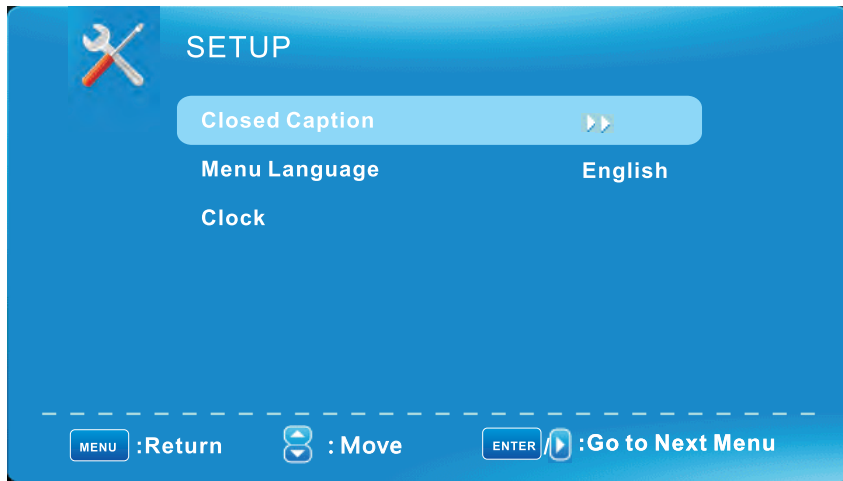 SETUP
Closed Caption
Menu Language English
Clock
MENU :Return : Move ENTER / :Go to Next Menu